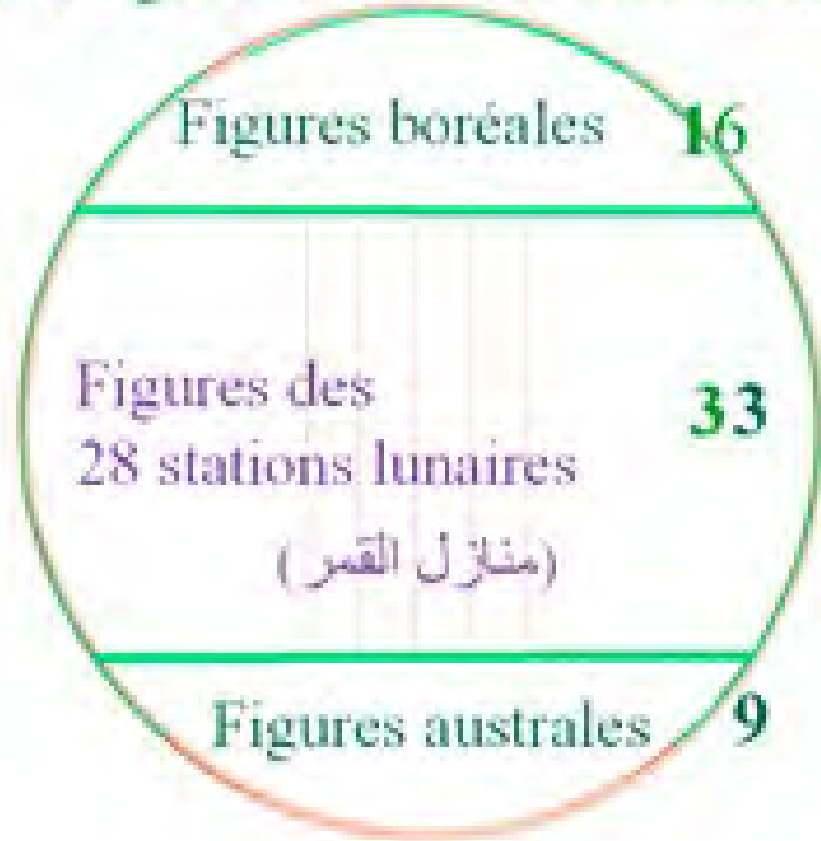 Figures boréales 16
Figures des
28 stations lunaires
33
(منازل القمر)
Figures australes 9